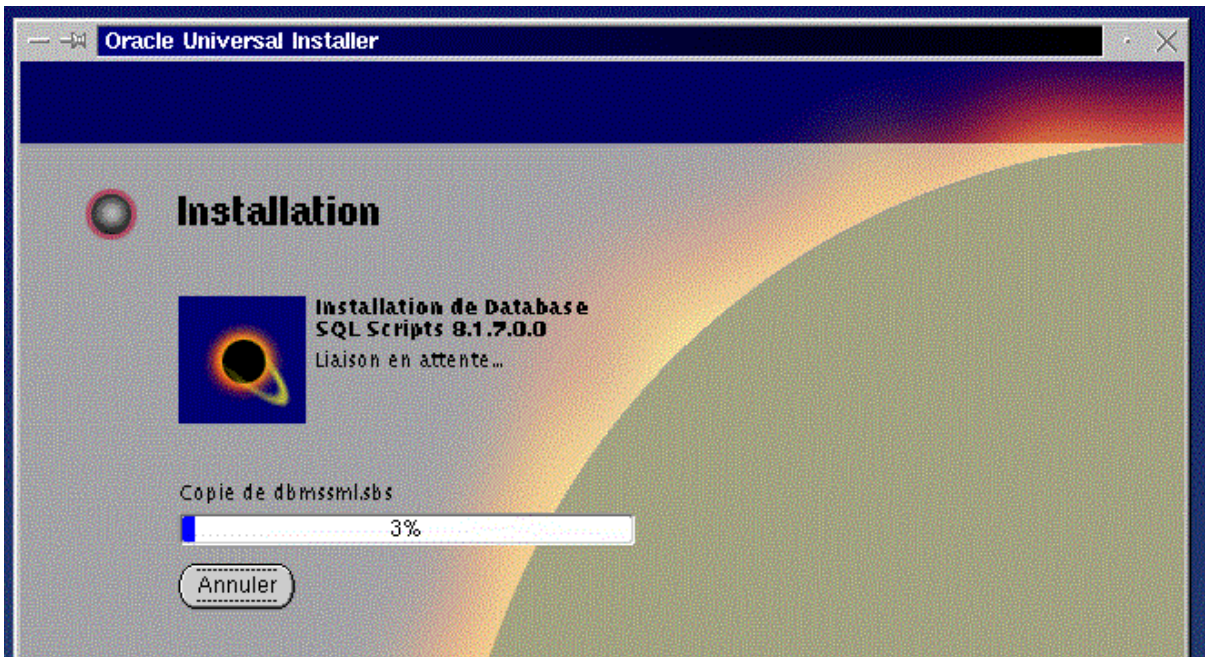 Oracle Universal Installer
Installation
Installation de Database
SQL Scripts 8.1.7.0.0
Liaison en attente...
Copie de dbmssml.sbs
3%
Annuler